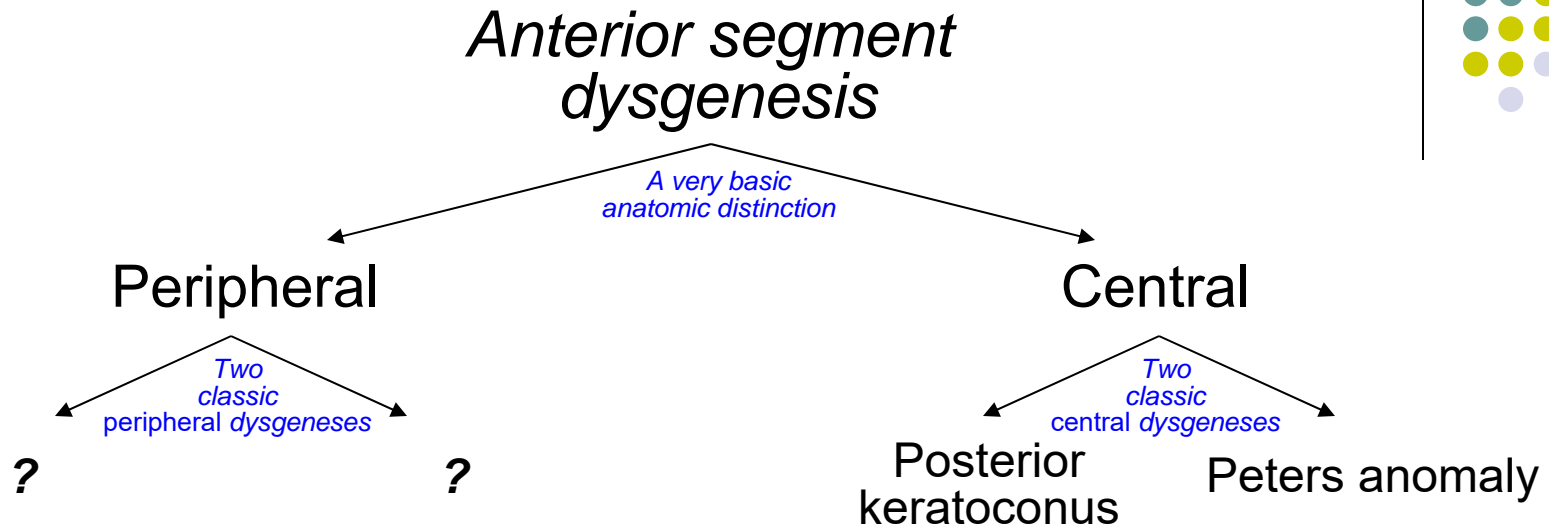 Anterior segment
dysgenesis
A very basic
anatomic distinction
Peripheral
Central
Two
classic
peripheral dysgeneses
Two
classic
central dysgeneses
?
?
Posterior
keratoconus
Peters anomaly